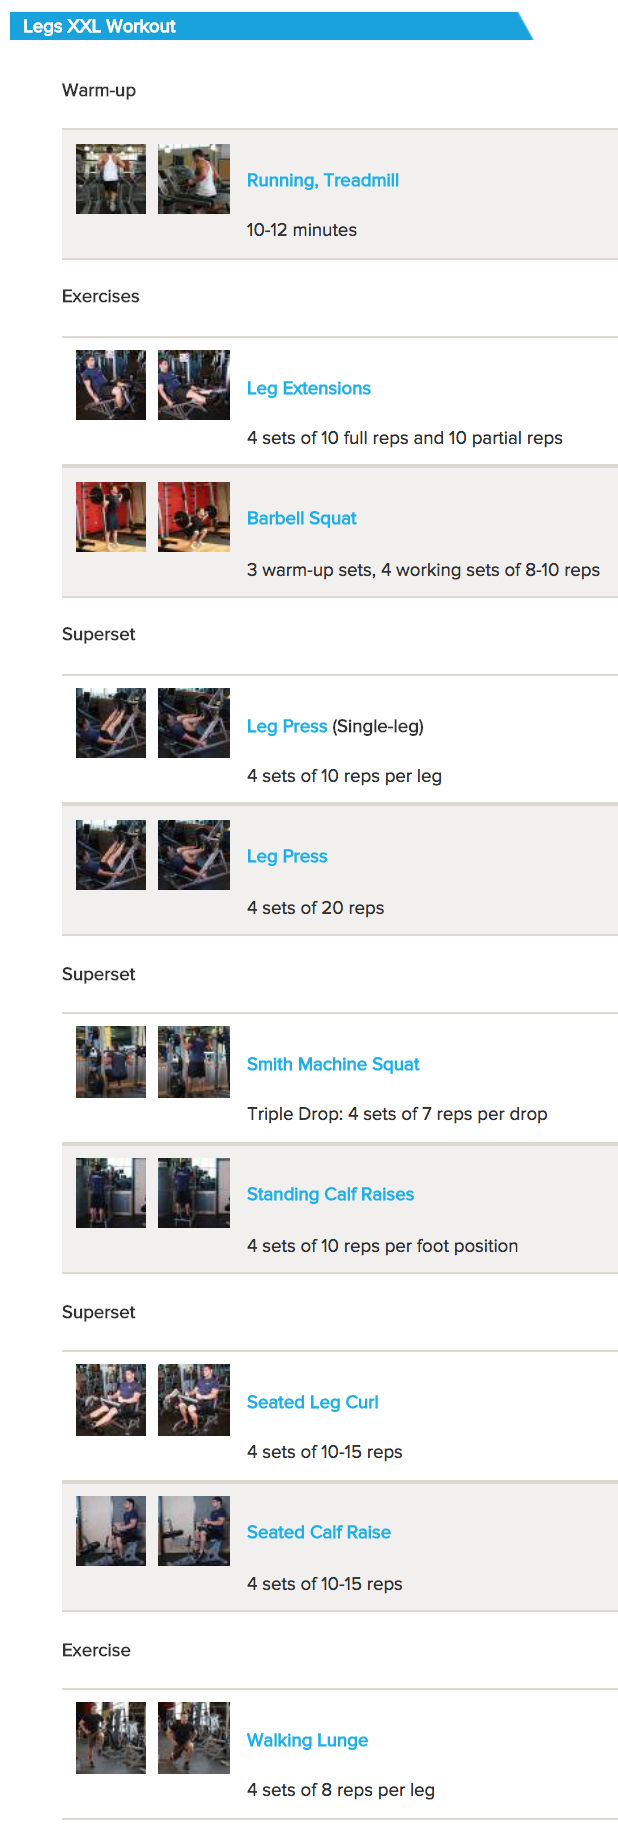 Legs XXL Workout
Warm-up
Running, Treadmill
10-12 minutes
Exercises
Leg Extensions
4 sets of 10 full reps and 10 partial reps
Barbell Squat
3 warm-up sets, 4 working sets of 8-10 reps
Superset
Leg Press (Single-leg)
4 sets of 10 reps per leg
Leg Press
4 sets of 20 reps
Superset
Smith Machine Squat
Triple Drop: 4 sets of 7 reps per drop
Standing Calf Raises
4 sets of 10 reps per foot position
Superset
Seated Leg Curl
4 sets of 10-15 reps
Seated Calf Raise
4 sets of 10-15 reps
Exercise
Walking Lunge
4 sets of 8 reps per leg